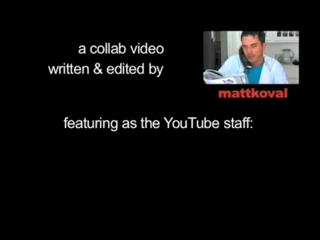 a collab video
written & edited by
mattkoval
featuring as the YouTube staff: